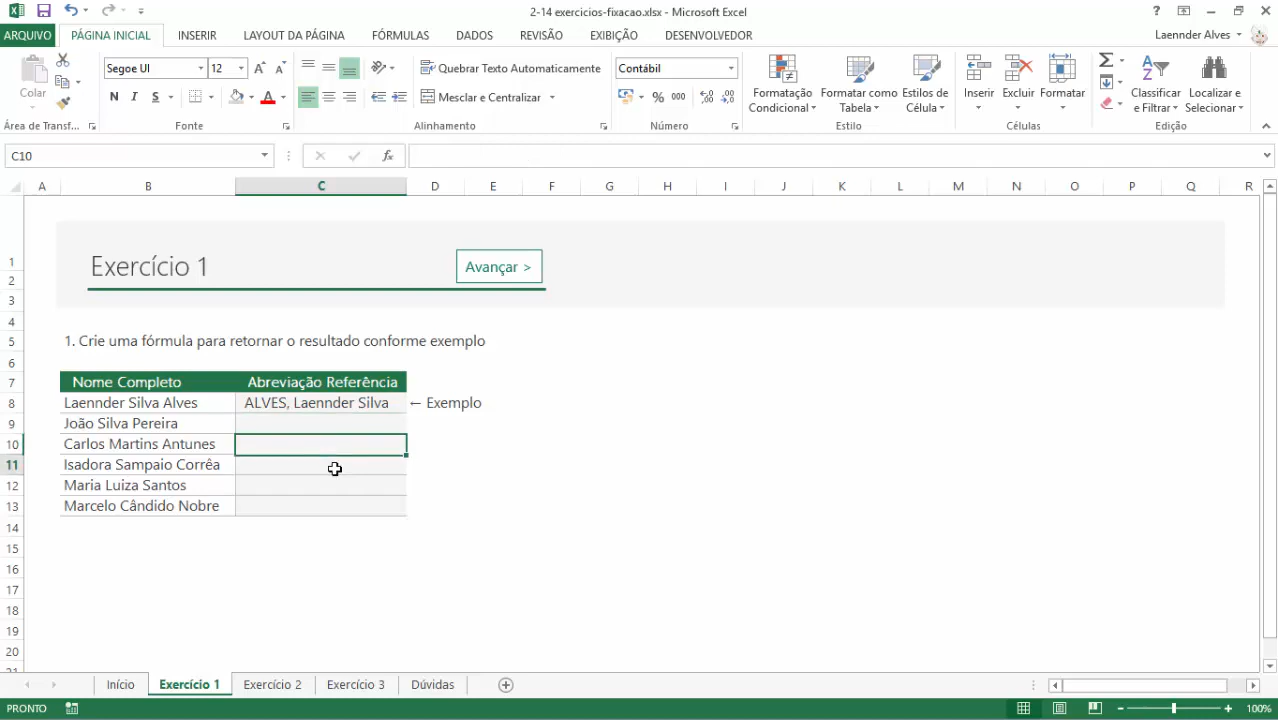 2-14 exercicios-fixacao.xlsx - Microsoft Excel
?
ARQUIVO PÁGINA INICIAL INSERIR LAYOUT DA PÁGINA FÓRMULAS DADOS REVISÃO EXIBIÇÃO DESENVOLVEDOR Laennder Alves
Colar
Segoe UI 12
N I S
Quebrar Texto Automaticamente
Mesclar e Centralizar
Contábil
% 000
Formatação Condicional
Formatar como Tabela
Estilos de Célula
Inserir
Excluir
Formatar
Classificar e Filtrar
Localizar e Selecionar
Área de Transf... Fonte Alinhamento Número Estilo Células Edição
C10 fx
A B C D E F G H I J K L M N O P Q R
1 Exercício 1 Avançar >
2
3
4
5 1. Crie uma fórmula para retornar o resultado conforme exemplo
6
7 Nome Completo Abreviação Referência
8 Laennder Silva Alves ALVES, Laennder Silva ← Exemplo
9 João Silva Pereira
10 Carlos Martins Antunes
11 Isadora Sampaio Corrêa
12 Maria Luiza Santos
13 Marcelo Cândido Nobre
14
15
16
17
18
19
20
21
Início Exercício 1 Exercício 2 Exercício 3 Dúvidas
PRONTO 100%